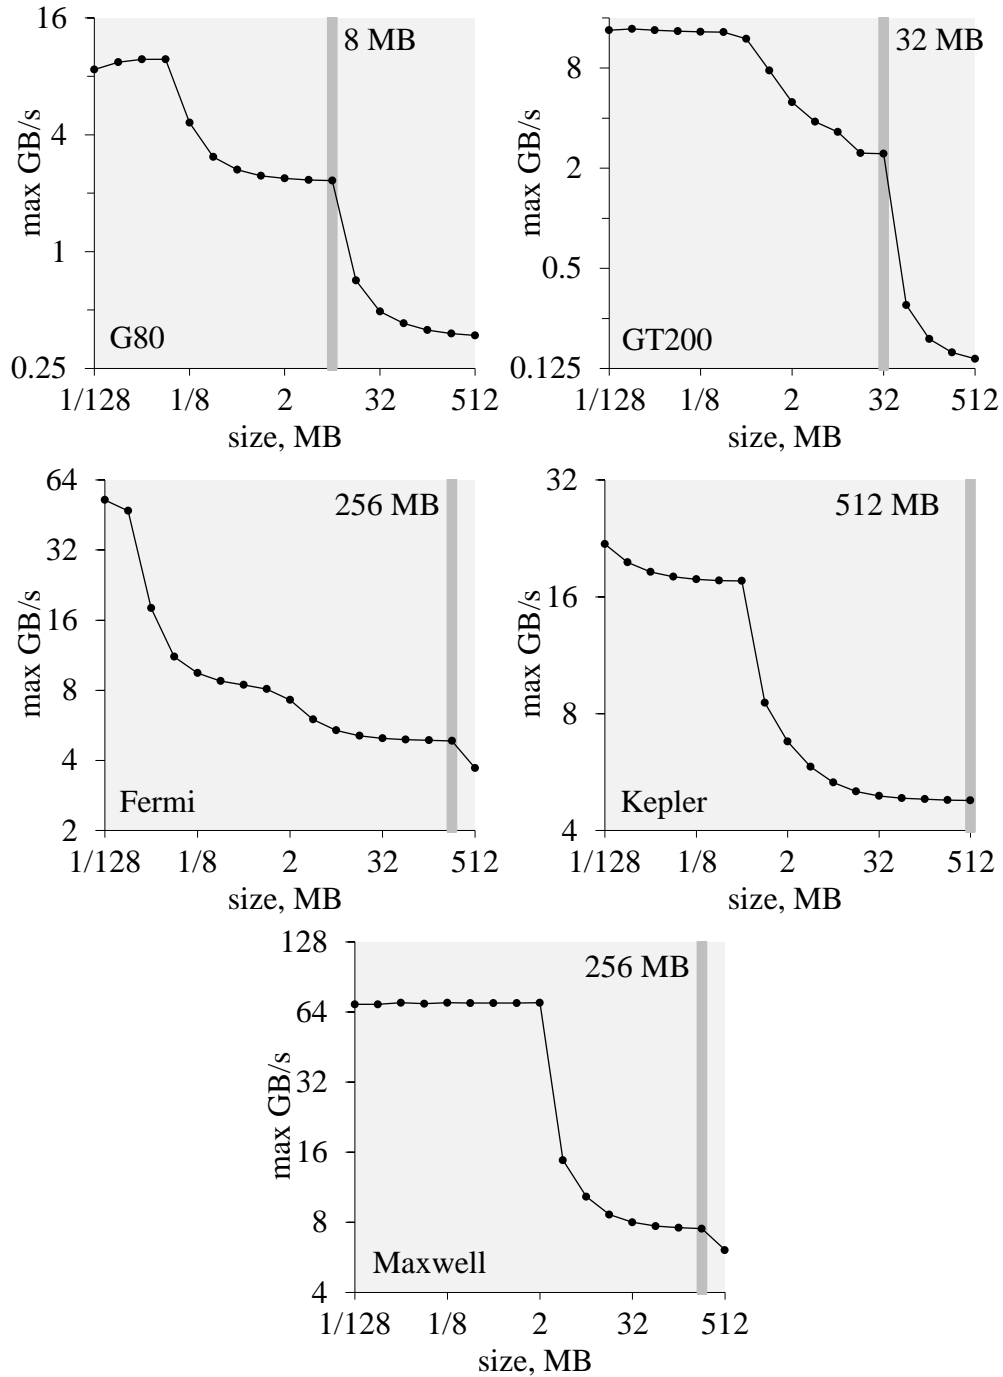 16
4
1
0.25
max GB/s
8 MB
G80
1/128 1/8 2 32 512
size, MB
8
2
0.5
0.125
max GB/s
32 MB
GT200
1/128 1/8 2 32 512
size, MB
64
32
16
8
4
2
max GB/s
256 MB
Fermi
1/128 1/8 2 32 512
size, MB
32
16
8
4
max GB/s
512 MB
Kepler
1/128 1/8 2 32 512
size, MB
128
64
32
16
8
4
max GB/s
256 MB
Maxwell
1/128 1/8 2 32 512
size, MB